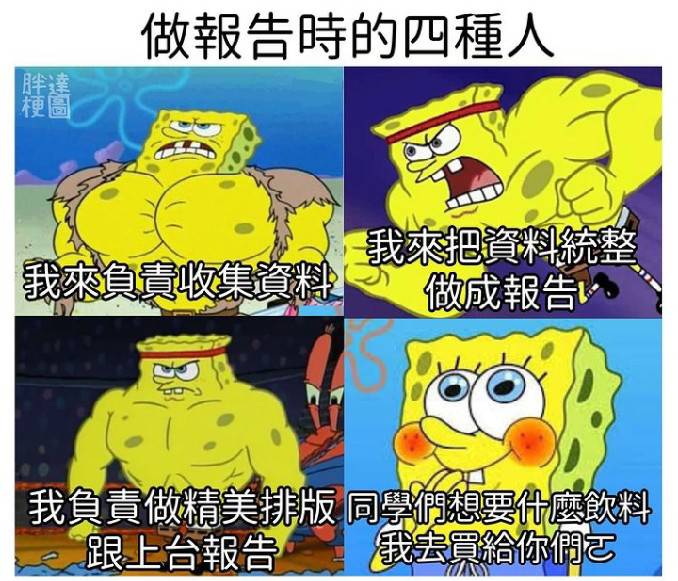 做報告時的四種人
胖達
梗圖
我來負責收集資料
我來把資料統整
做成報告
我負責做精美排版
跟上台報告
同學們想要什麼飲料
我去買給你們ㄛ